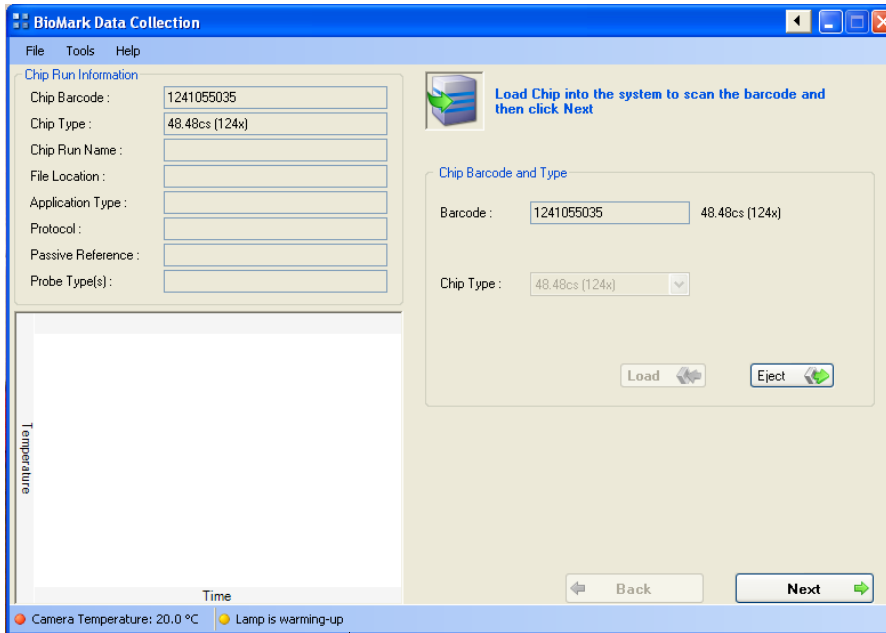 BioMark Data Collection
File Tools Help
Chip Run Information
Chip Barcode : 1241055035
Chip Type : 48.48cs (124x)
Chip Run Name :
File Location :
Application Type :
Protocol :
Passive Reference :
Probe Type(s) :
Temperature
Time
Load Chip into the system to scan the barcode and
then click Next
Chip Barcode and Type
Barcode : 1241055035 48.48cs (124x)
Chip Type : 48.48cs (124x)
Load Eject
Back Next
Camera Temperature: 20.0 °C Lamp is warming-up